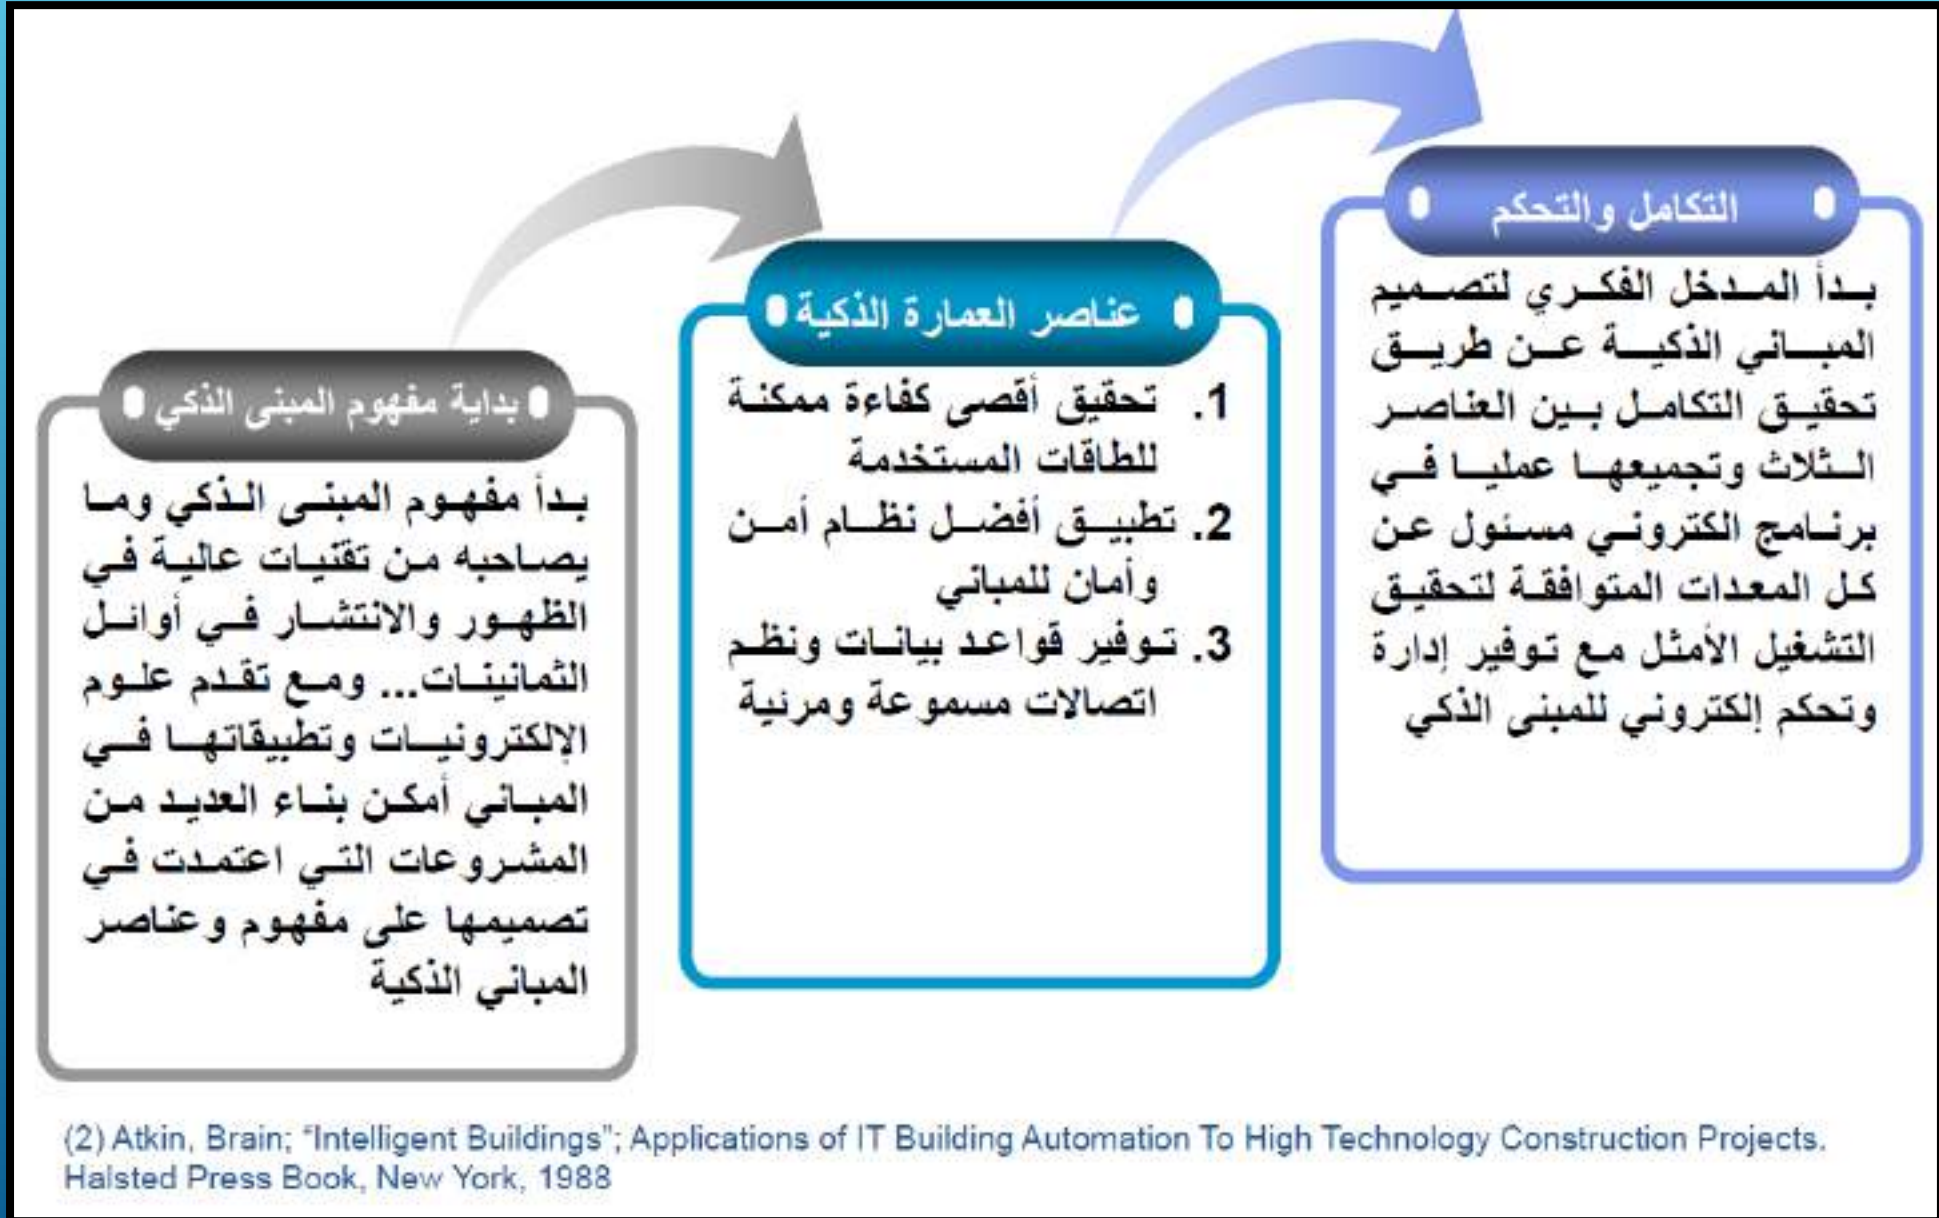 بداية مفهوم المبنى الذكي
بدأ مفهوم المبنى الذكي وما
يصاحبه من تقنيات عالية في
الظهور والانتشار في أوائل
الثمانينات... ومع تقدم علوم
الإلكترونيات وتطبيقاتها في
المباني أمكن بناء العديد من
المشروعات التي اعتمدت في
تصميمها على مفهوم وعناصر
المباني الذكية
عناصر العمارة الذكية
1. تحقيق أقصى كفاءة ممكنة
للطاقات المستخدمة
2. تطبيق أفضل نظام أمن
وأمان للمباني
3. توفير قواعد بيانات ونظم
اتصالات مسموعة ومرئية
التكامل والتحكم
بدأ المدخل الفكري لتصميم
المباني الذكية عن طريق
تحقيق التكامل بين العناصر
الثلاث وتجميعها عمليا في
برنامج الكتروني مسئول عن
كل المعدات المتوافقة لتحقيق
التشغيل الأمثل مع توفير إدارة
وتحكم إلكتروني للمبنى الذكي
(2) Atkin, Brain; "Intelligent Buildings"; Applications of IT Building Automation To High Technology Construction Projects.
Halsted Press Book, New York, 1988